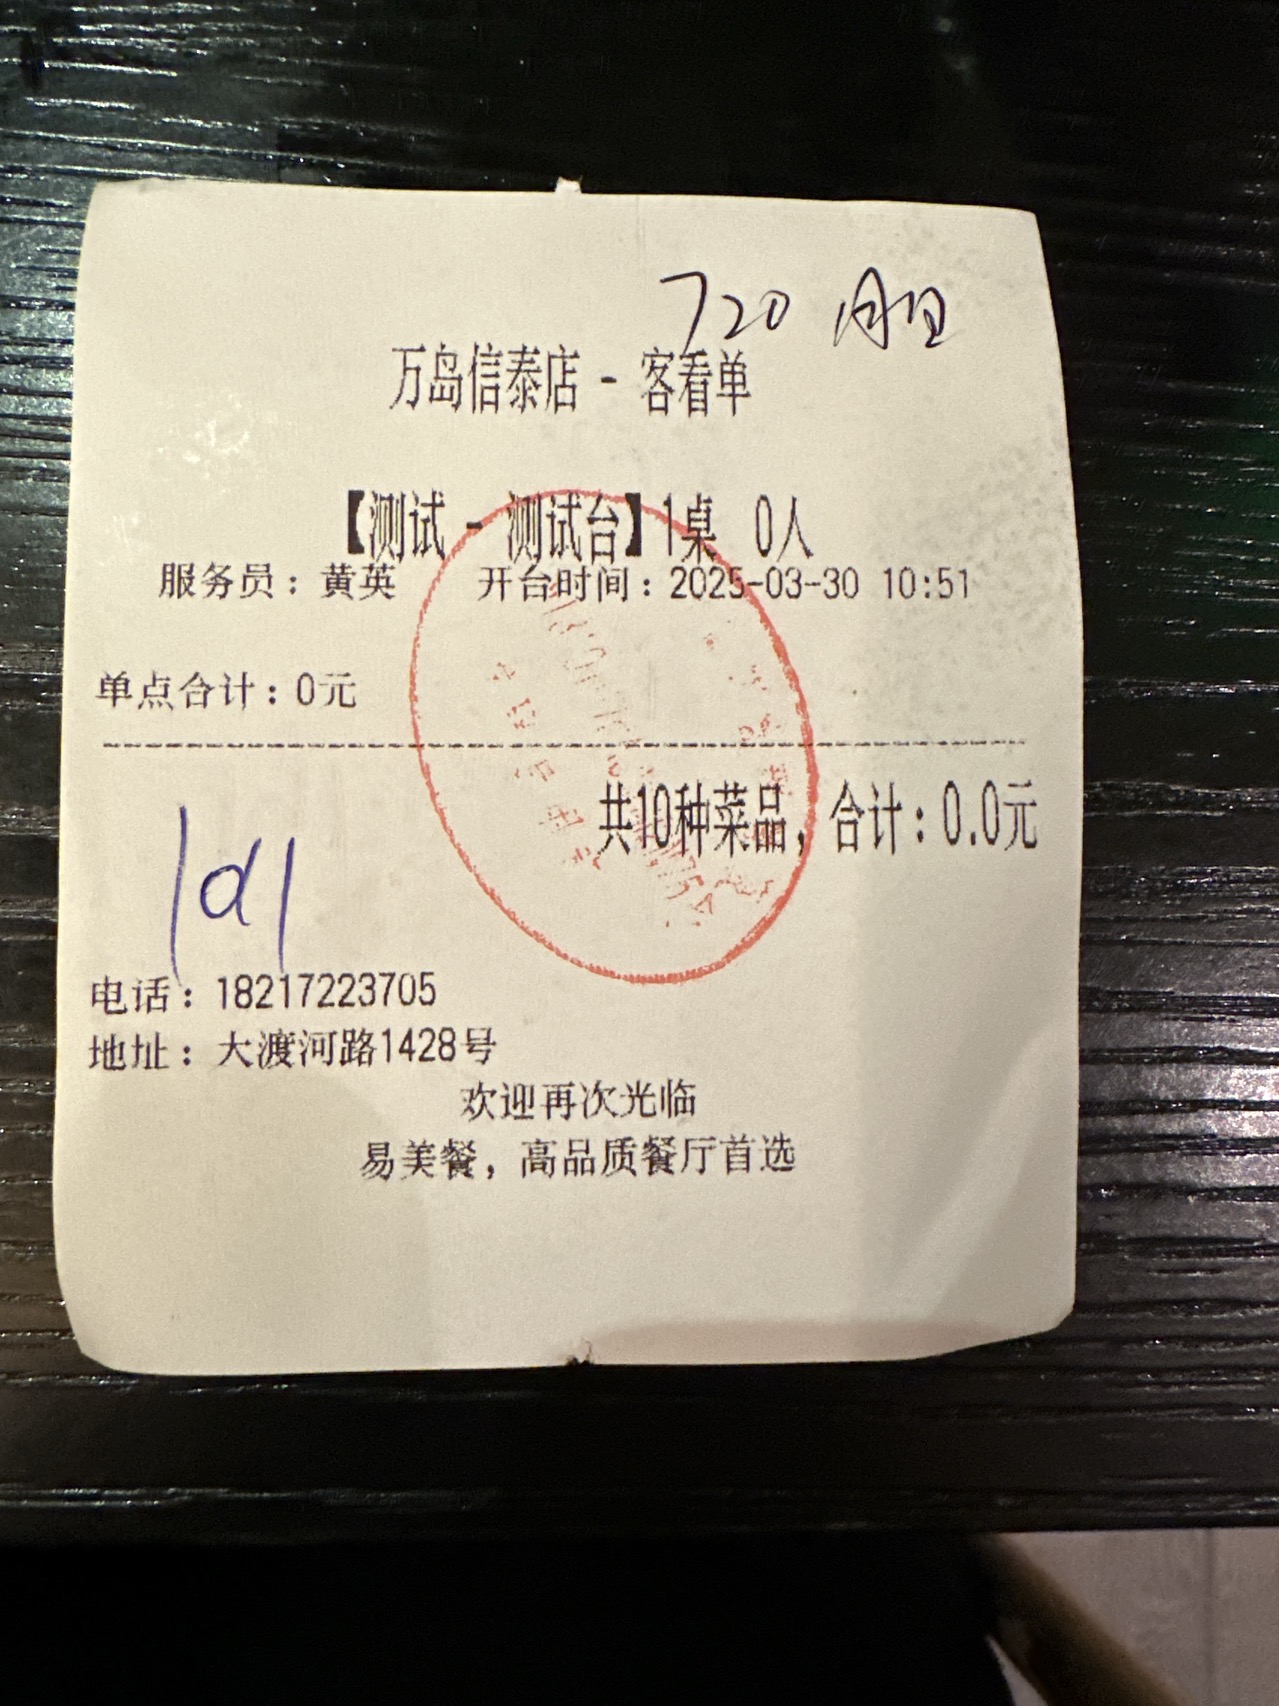 720
万岛信泰店 - 客看单
【测试 - 测试台】1桌 0人
服务员：黄英 开台时间：2025-03-30 10:51
单点合计：0元
共10种菜品，合计：0.0元
101
电话：18217223705
地址：大渡河路1428号
欢迎再次光临
易美餐，高品质餐厅首选